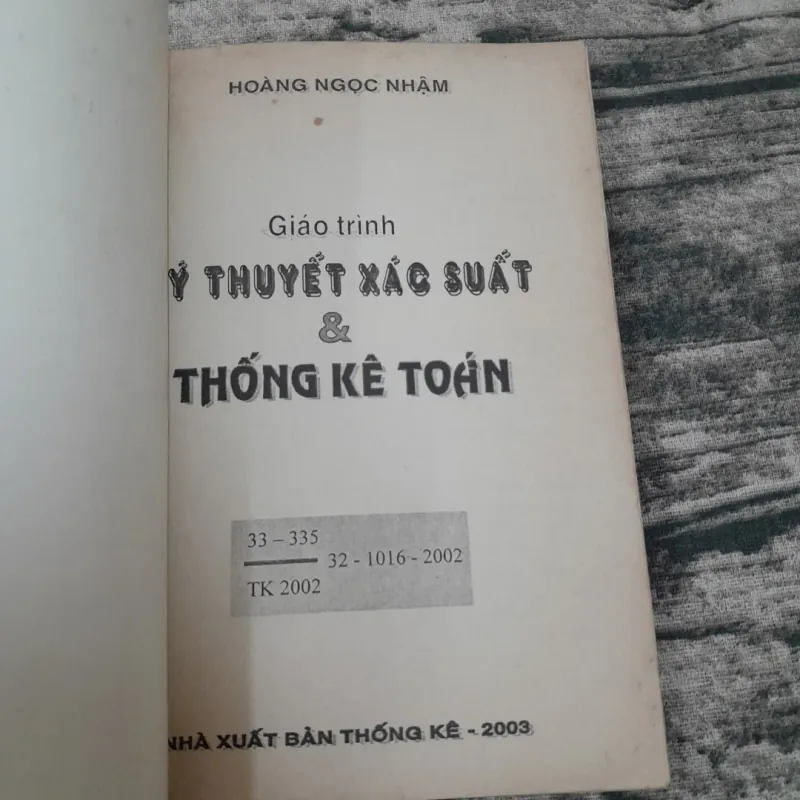 HOÀNG NGỌC NHẬM
Giáo trình
Ý THUYẾT XÁC SUẤT
&
THỐNG KÊ TOÁN
33 – 335
32 - 1016 - 2002
TK 2002
NHÀ XUẤT BẢN THỐNG KÊ - 2003